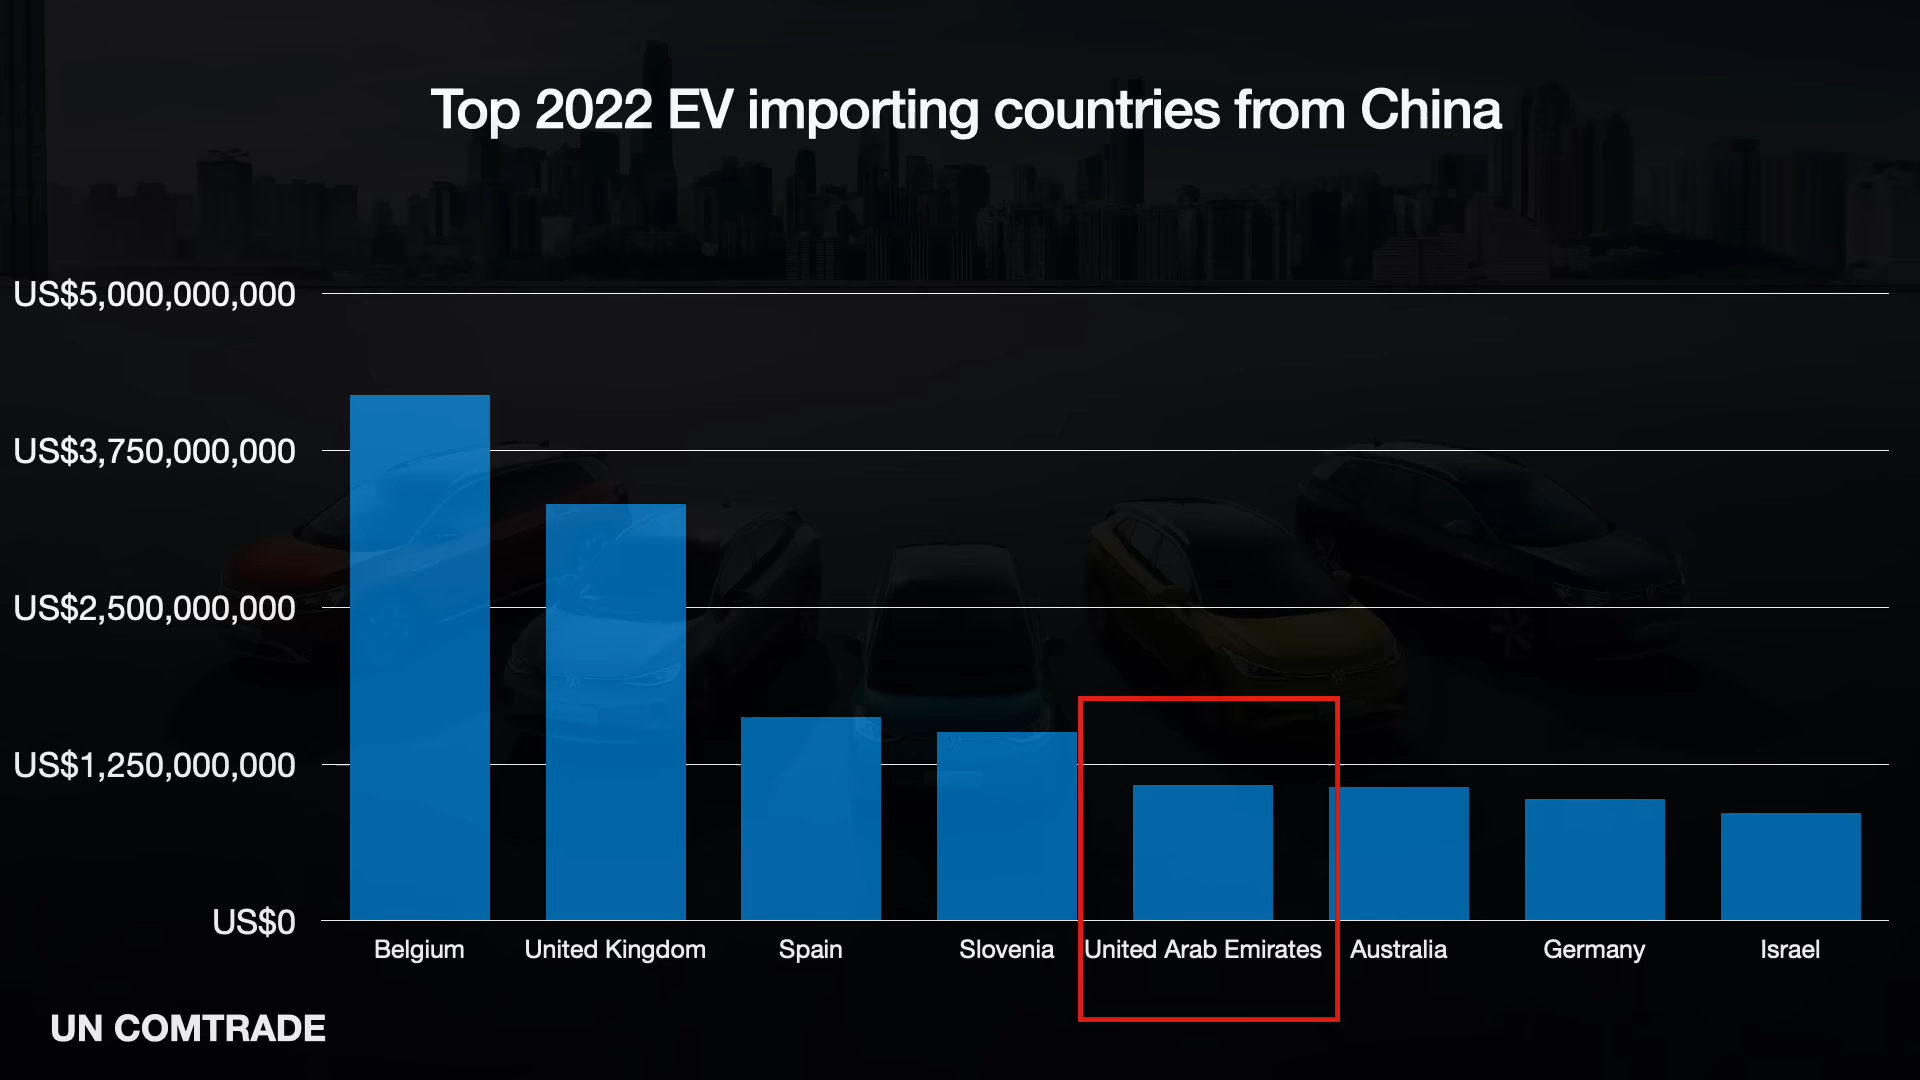 Top 2022 EV importing countries from China
US$5,000,000,000
US$3,750,000,000
US$2,500,000,000
US$1,250,000,000
US$0
Belgium
United Kingdom
Spain
Slovenia
United Arab Emirates
Australia
Germany
Israel
UN COMTRADE